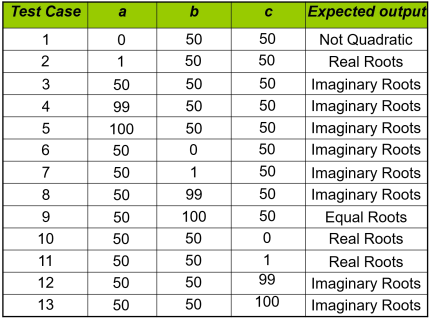 Test Case a b c Expected output
1 0 50 50 Not Quadratic
2 1 50 50 Real Roots
3 50 50 50 Imaginary Roots
4 99 50 50 Imaginary Roots
5 100 50 50 Imaginary Roots
6 50 0 50 Imaginary Roots
7 50 1 50 Imaginary Roots
8 50 99 50 Imaginary Roots
9 50 100 50 Equal Roots
10 50 50 0 Real Roots
11 50 50 1 Real Roots
12 50 50 99 Imaginary Roots
13 50 50 100 Imaginary Roots